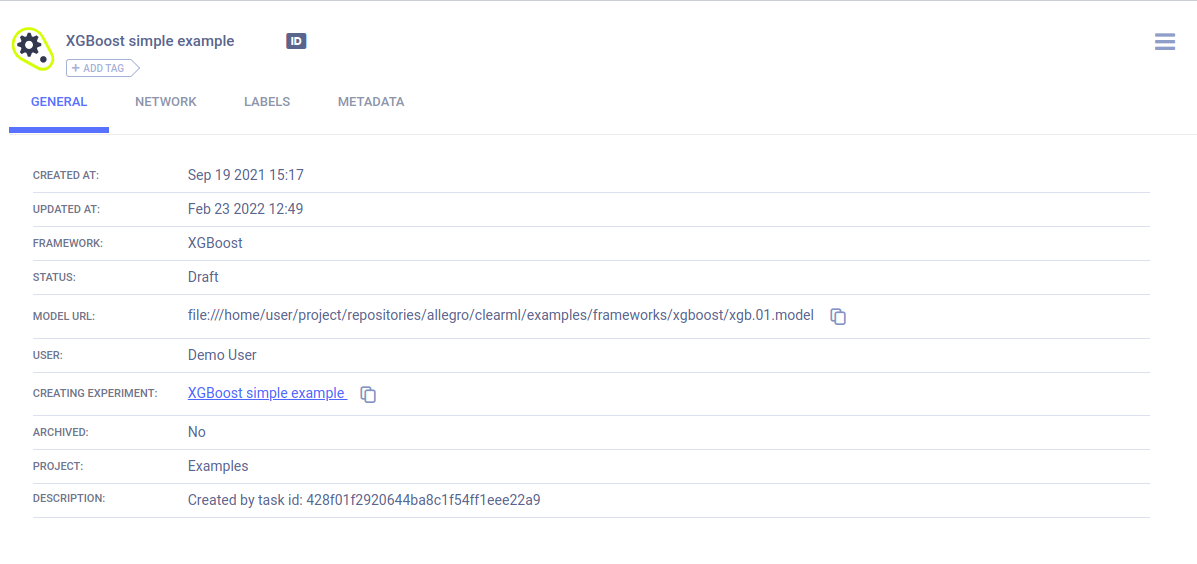 XGBoost simple example ID
+ ADD TAG
GENERAL NETWORK LABELS METADATA
CREATED AT: Sep 19 2021 15:17
UPDATED AT: Feb 23 2022 12:49
FRAMEWORK: XGBoost
STATUS: Draft
MODEL URL: file:///home/user/project/repositories/allegro/clearml/examples/frameworks/xgboost/xgb.01.model
USER: Demo User
CREATING EXPERIMENT: XGBoost simple example
ARCHIVED: No
PROJECT: Examples
DESCRIPTION: Created by task id: 428f01f2920644ba8c1f54ff1eee22a9